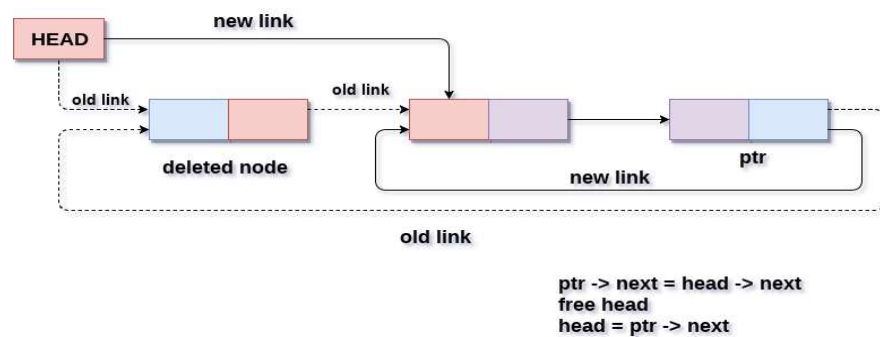 new link
HEAD
old link
old link
deleted node
ptr
new link
old link
ptr -> next = head -> next
free head
head = ptr -> next